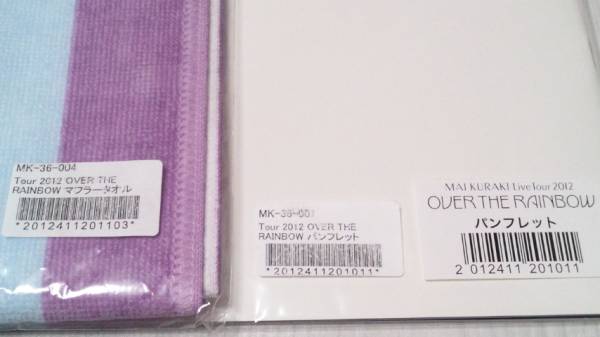 MK-36-004
Tour 2012 OVER THE
RAINBOW マフラータオル
*2012411201103*
MK-36-001
Tour 2012 OVER THE
RAINBOW パンフレット
*2012411201011*
MAI KURAKI Live Tour 2012
OVER THE RAINBOW
パンフレット
2 012411 201011